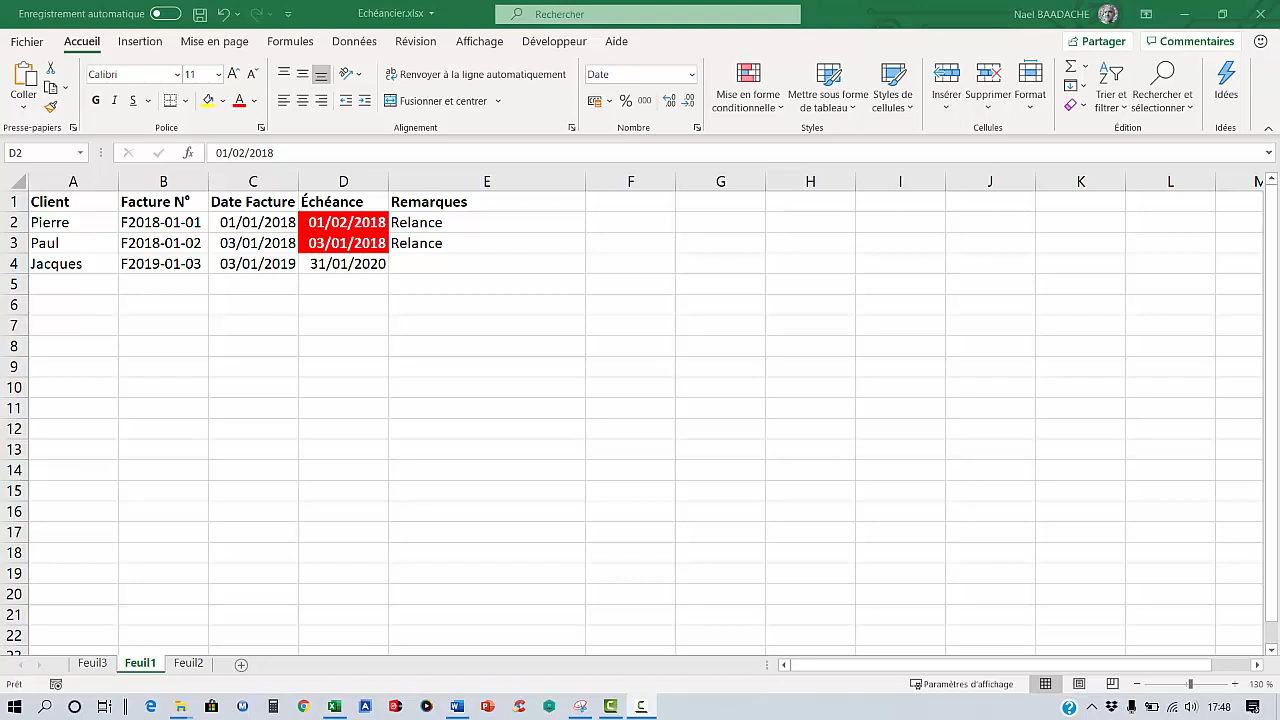 Enregistrement automatique
Echéancier.xlsx
Rechercher
Nael BAADACHE
Fichier Accueil Insertion Mise en page Formules Données Révision Affichage Développeur Aide
Partager Commentaires
Coller
Calibri 11
G I S
Renvoyer à la ligne automatiquement
Fusionner et centrer
Date
% 000
Mise en forme conditionnelle
Mettre sous forme de tableau
Styles de cellules
Insérer Supprimer Format
Trier et filtrer
Rechercher et sélectionner
Idées
Presse-papiers Police Alignement Nombre Styles Cellules Édition Idées
D2 fx 01/02/2018
A B C D E F G H I J K L M
1 Client Facture N° Date Facture Échéance Remarques
2 Pierre F2018-01-01 01/01/2018 01/02/2018 Relance
3 Paul F2018-01-02 03/01/2018 03/01/2018 Relance
4 Jacques F2019-01-03 03/01/2019 31/01/2020
5
6
7
8
9
10
11
12
13
14
15
16
17
18
19
20
21
22
23
Feuil3 Feuil1 Feuil2
Prêt
Paramètres d'affichage
130 %
17:48